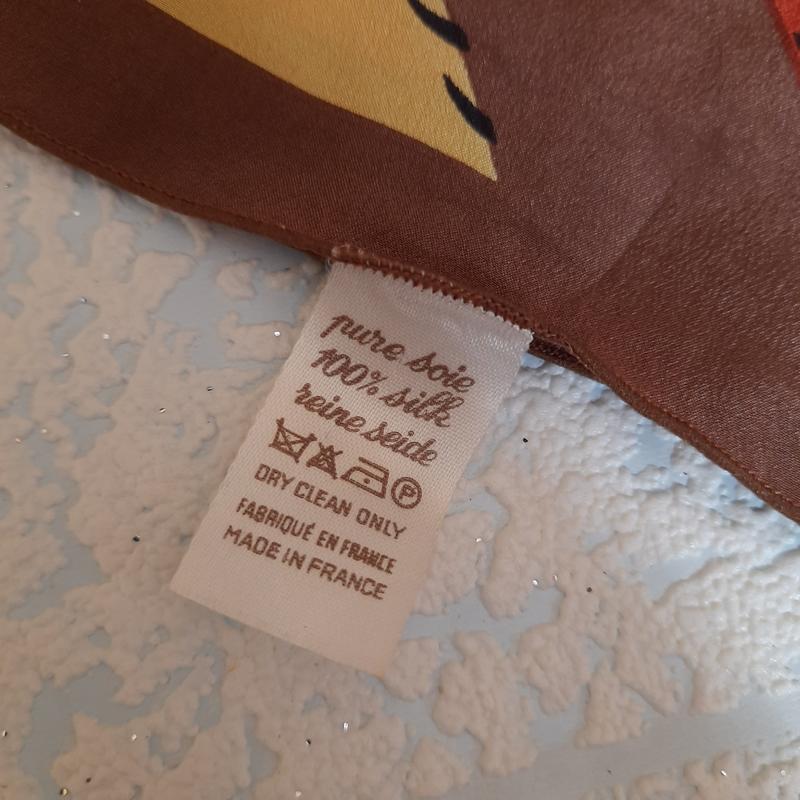 pure soie
100% silk
reine seide
P
DRY CLEAN ONLY
FABRIQUÉ EN FRANCE
MADE IN FRANCE